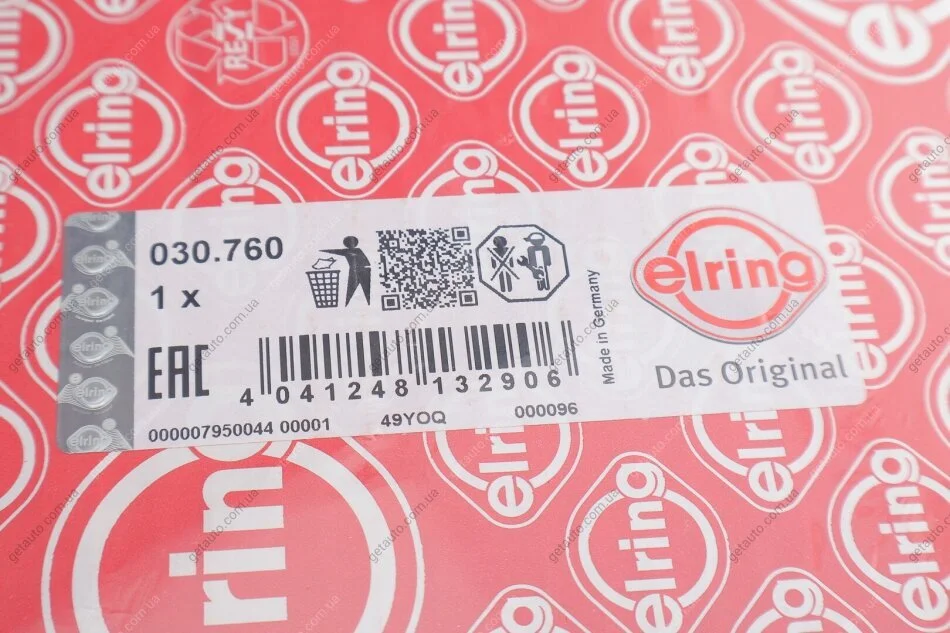 030.760
1 x
EAC
4 041248 132906
000007950044 00001 49YOQ 000096
Made in Germany
elring
Das Original